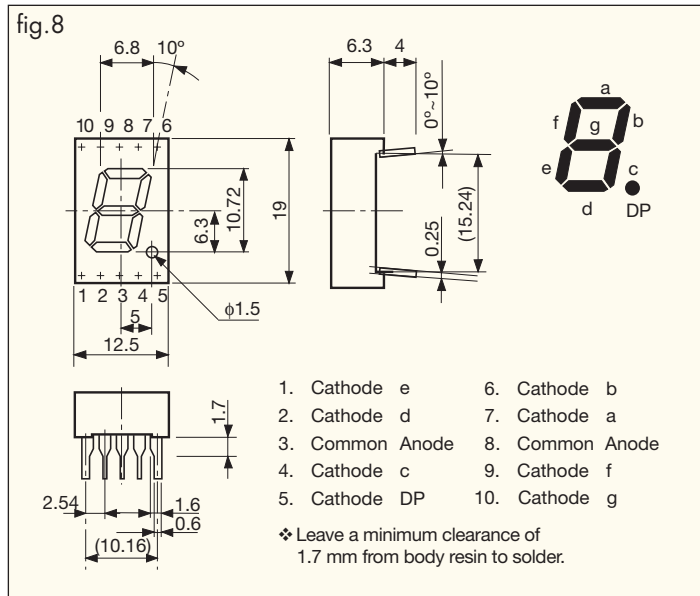 fig.8
6.8
10°
10 9 8 7 6
6.3
10.72
19
1 2 3 4 5
5
12.5
φ1.5
6.3
4
0°~10°
0.25
(15.24)
a
f
g
b
e
c
d
DP
1.7
2.54
1.6
0.6
(10.16)
1. Cathode e
2. Cathode d
3. Common Anode
4. Cathode c
5. Cathode DP
6. Cathode b
7. Cathode a
8. Common Anode
9. Cathode f
10. Cathode g
❖ Leave a minimum clearance of
1.7 mm from body resin to solder.